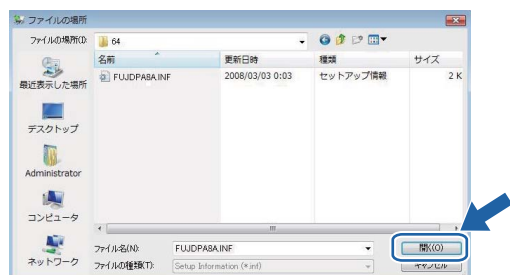 ファイルの場所
ファイルの場所(I): 64
名前 更新日時 種類 サイズ
FUJDPABA.INF 2008/03/03 0:03 セットアップ情報 2 K
最近表示した場所
デスクトップ
Administrator
コンピュータ
ネットワーク
ファイル名(N): FUJDPABA.INF 開く(O)
ファイルの種類(T): Setup Information (*.inf) キャンセル